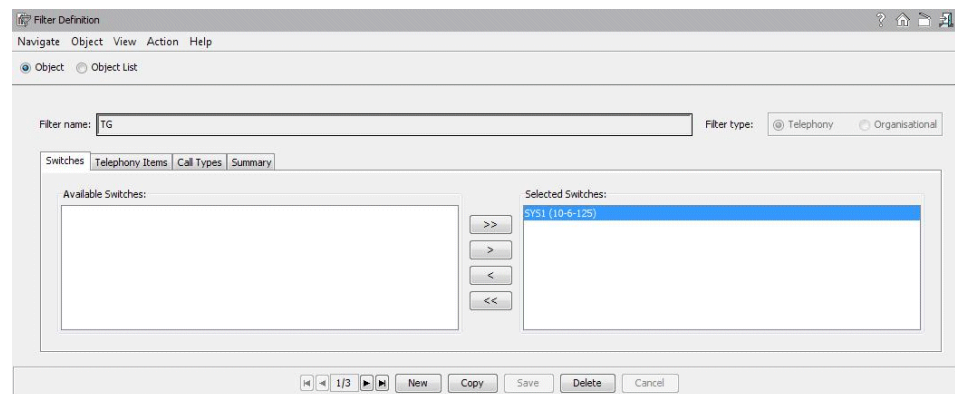 Filter Definition
Navigate Object View Action Help
Object Object List
Filter name: TG Filter type: Telephony Organisational
Switches Telephony Items Call Types Summary
Available Switches: Selected Switches:
SYS1 (10-6-125)
>>
>
<
<<
1/3 New Copy Save Delete Cancel